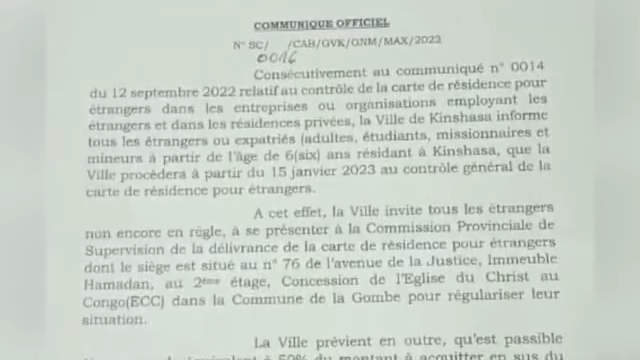 COMMUNIQUE OFFICIEL
N° SC/ /CAB/GVK/GNM/MAX/2022
0016
Consécutivement au communiqué n° 0014
du 12 septembre 2022 relatif au contrôle de la carte de résidence pour
étrangers dans les entreprises ou organisations employant les
étrangers et dans les résidences privées, la Ville de Kinshasa informe
tous les étrangers ou expatriés (adultes, étudiants, missionnaires et
mineurs à partir de l'âge de 6(six) ans résidant à Kinshasa, que la
Ville procédera à partir du 15 janvier 2023 au contrôle général de la
carte de résidence pour étrangers.
A cet effet, la Ville invite tous les étrangers
non encore en règle, à se présenter à la Commission Provinciale de
Supervision de la délivrance de la carte de résidence pour étrangers
dont le siège est situé au n° 76 de l'avenue de la Justice, Immeuble
Hamadan, au 2ème étage, Concession de l'Eglise du Christ au
Congo(ECC) dans la Commune de la Gombe pour régulariser leur
situation.
La Ville prévient en outre, qu'est passible
à 50% du montant à acquitter en sus du